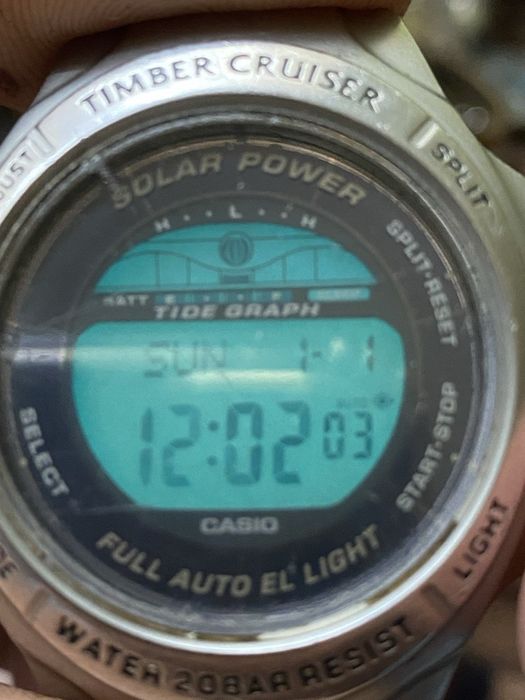 TIMBER CRUISER
SPLIT
SOLAR POWER
H L H
SPLIT·RESET
BATT
TIDE GRAPH
SUN 1-1
12:02 03
SELECT
START·STOP
CASIO
FULL AUTO EL LIGHT
LIGHT
WATER 20BAR RESIST